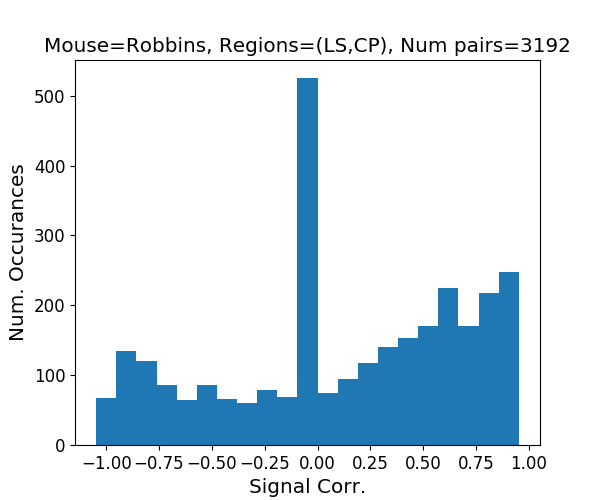 Mouse=Robbins, Regions=(LS,CP), Num pairs=3192
Num. Occurances
500
400
300
200
100
0
−1.00 −0.75 −0.50 −0.25 0.00 0.25 0.50 0.75 1.00
Signal Corr.